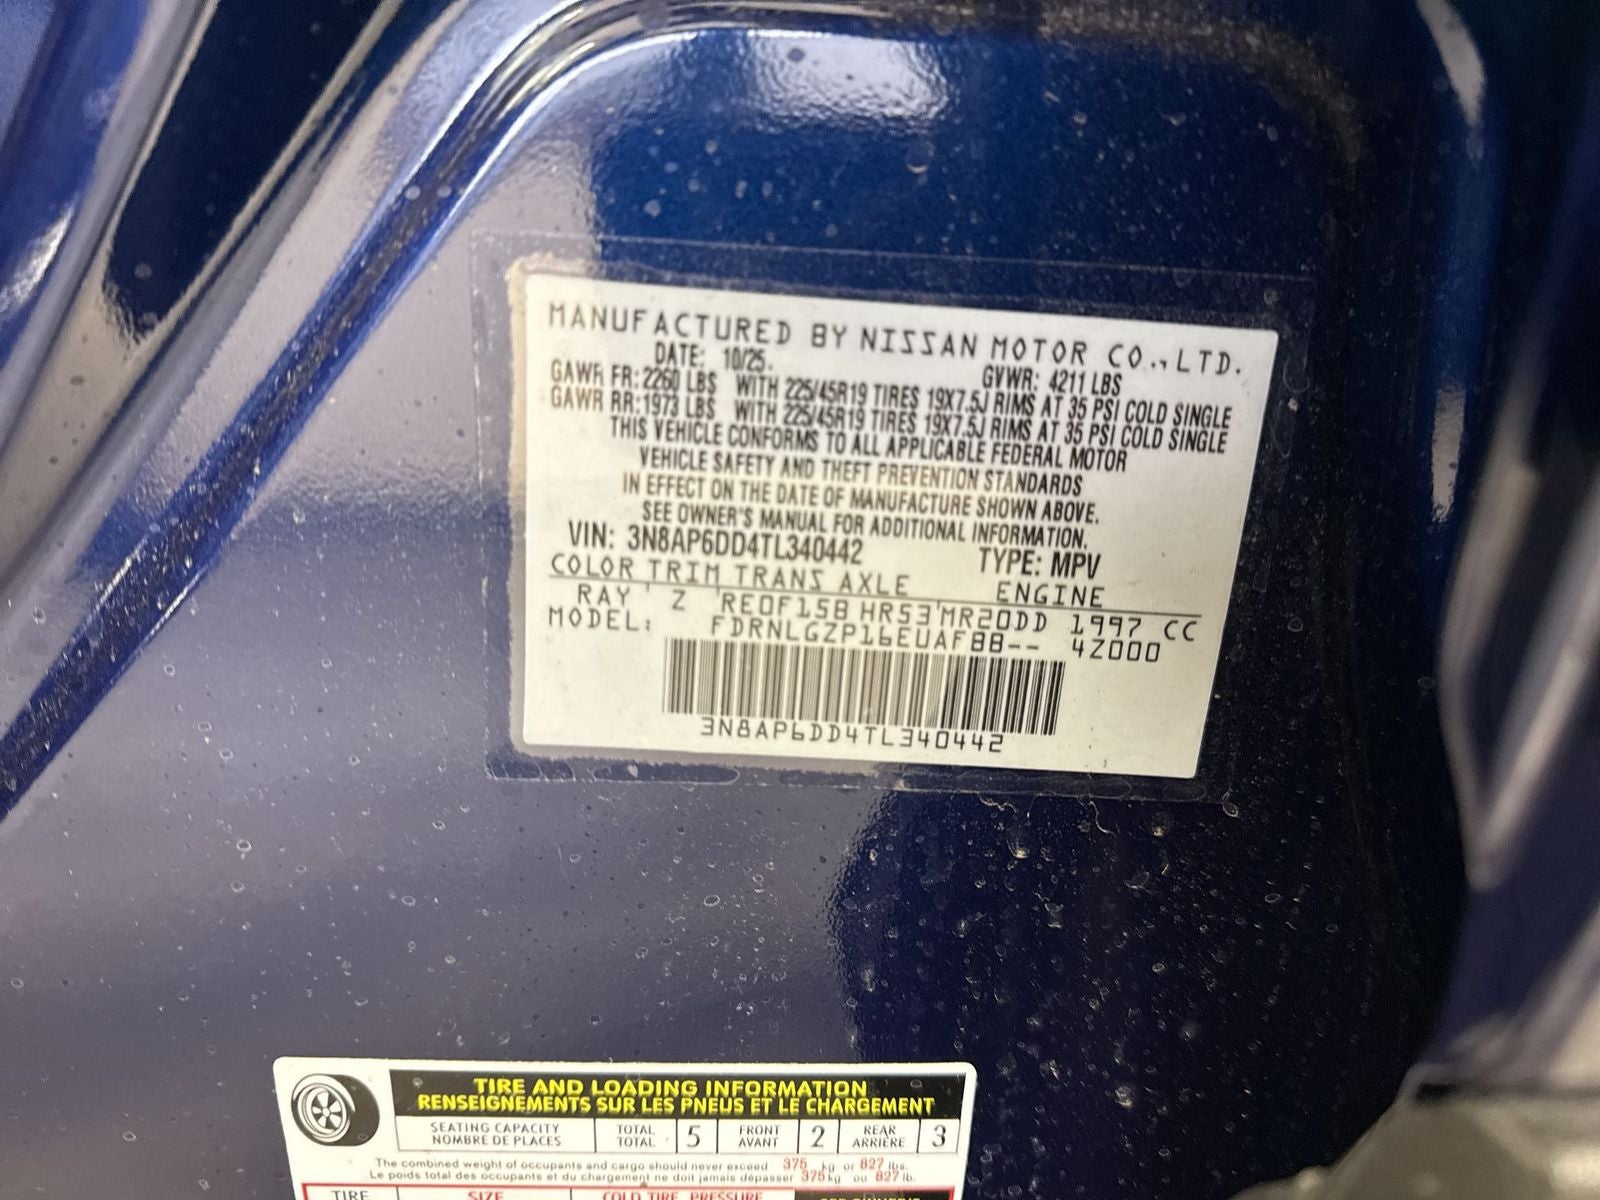 MANUFACTURED BY NISSAN MOTOR CO., LTD.
DATE: 10/25. GVWR: 4211 LBS
GAWR FR: 2260 LBS WITH 225/45R19 TIRES 19X7.5J RIMS AT 35 PSI COLD SINGLE
GAWR RR: 1973 LBS WITH 225/45R19 TIRES 19X7.5J RIMS AT 35 PSI COLD SINGLE
THIS VEHICLE CONFORMS TO ALL APPLICABLE FEDERAL MOTOR
VEHICLE SAFETY AND THEFT PREVENTION STANDARDS
IN EFFECT ON THE DATE OF MANUFACTURE SHOWN ABOVE.
SEE OWNER'S MANUAL FOR ADDITIONAL INFORMATION.
VIN: 3N8AP6DD4TL340442 TYPE: MPV
COLOR TRIM TRANS AXLE ENGINE
RAY Z RE0F15B HR53 MR20DD 1997 CC
MODEL: FDRNLGZP16EUAFBB-- 4Z000
3N8AP6DD4TL340442
TIRE AND LOADING INFORMATION
RENSEIGNEMENTS SUR LES PNEUS ET LE CHARGEMENT
SEATING CAPACITY TOTAL 5 FRONT 2 REAR 3
NOMBRE DE PLACES TOTAL AVANT ARRIÈRE
The combined weight of occupants and cargo should never exceed 375 kg or 827 lbs.
Le poids total des occupants et du chargement ne doit jamais dépasser 375 kg ou 827 lb.
TIRE SIZE COLD TIRE PRESSURE